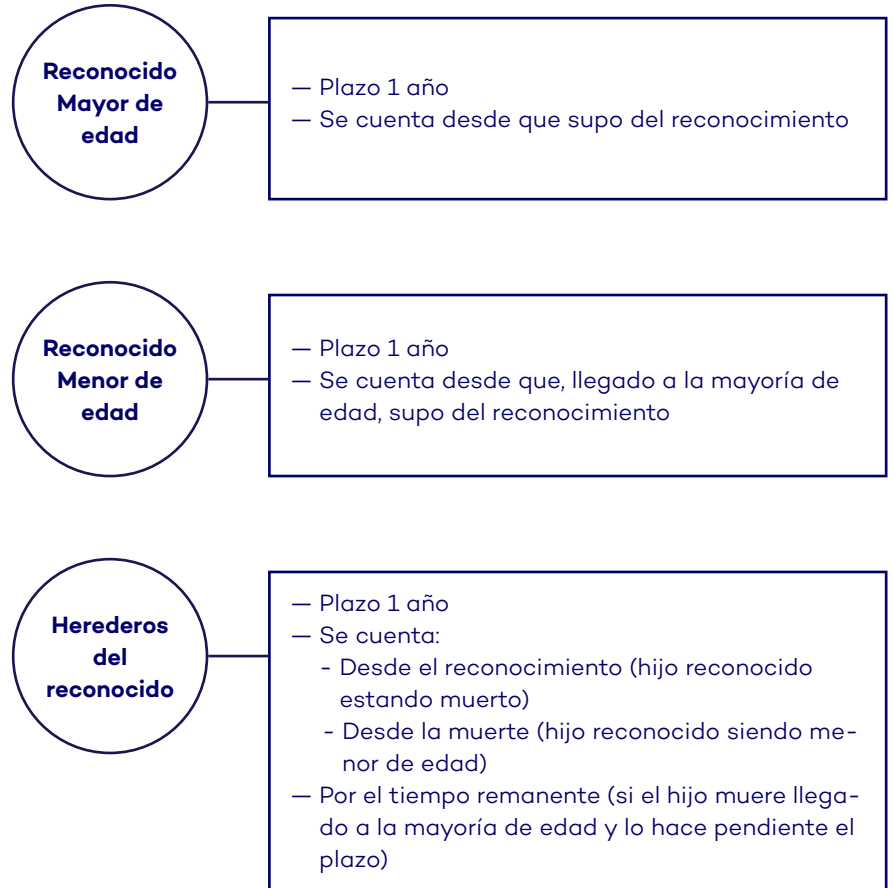 Reconocido
Mayor de
edad
— Plazo 1 año
— Se cuenta desde que supo del reconocimiento
Reconocido
Menor de
edad
— Plazo 1 año
— Se cuenta desde que, llegado a la mayoría de
edad, supo del reconocimiento
Herederos
del
reconocido
— Plazo 1 año
— Se cuenta:
- Desde el reconocimiento (hijo reconocido
estando muerto)
- Desde la muerte (hijo reconocido siendo me-
nor de edad)
— Por el tiempo remanente (si el hijo muere llega-
do a la mayoría de edad y lo hace pendiente el
plazo)